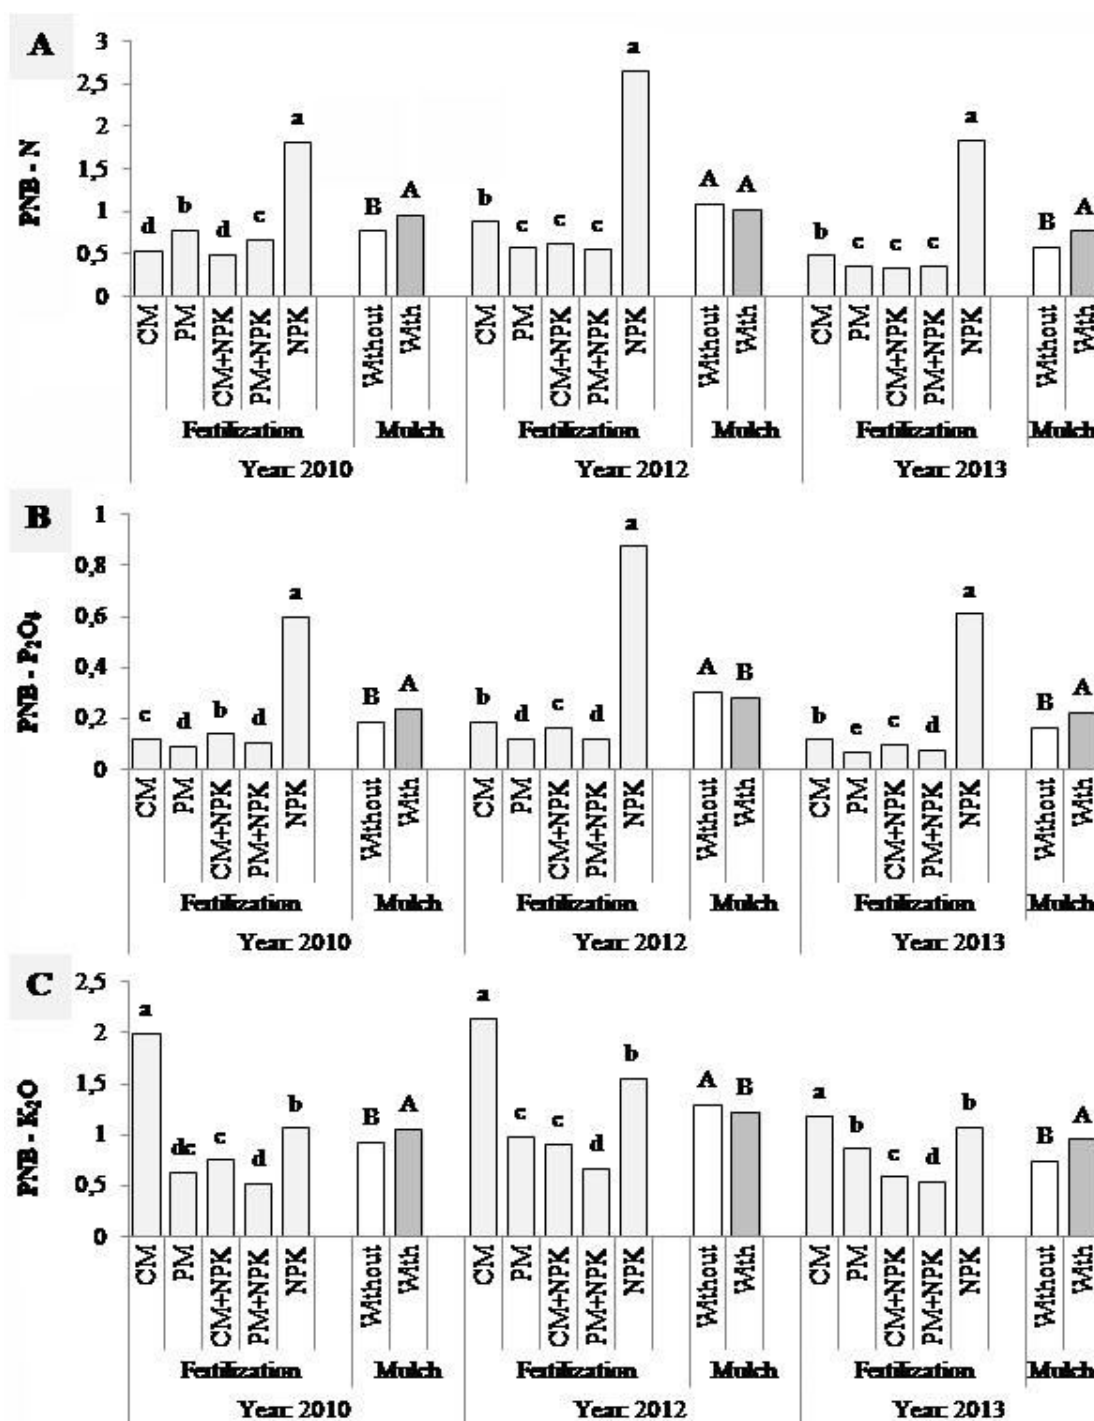 A
PNB - N
3
2,5
2
1,5
1
0,5
0
d b d c a B A
b c c c a A A
b c c c a B A
CM PM CM+NPK PM+NPK NPK Without With
CM PM CM+NPK PM+NPK NPK Without With
CM PM CM+NPK PM+NPK NPK Without With
Fertilization Mulch Fertilization Mulch Fertilization Mulch
Year: 2010 Year: 2012 Year: 2013
B
PNB - P₂O₄
1
0,8
0,6
0,4
0,2
0
c d b d a B A
b d c d a A B
b e c d a B A
CM PM CM+NPK PM+NPK NPK Without With
CM PM CM+NPK PM+NPK NPK Without With
CM PM CM+NPK PM+NPK NPK Without With
Fertilization Mulch Fertilization Mulch Fertilization Mulch
Year: 2010 Year: 2012 Year: 2013
C
PNB - K₂O
2,5
2
1,5
1
0,5
0
a dc c d b B A
a c c d b A B
a b c d b B A
CM PM CM+NPK PM+NPK NPK Without With
CM PM CM+NPK PM+NPK NPK Without With
CM PM CM+NPK PM+NPK NPK Without With
Fertilization Mulch Fertilization Mulch Fertilization Mulch
Year: 2010 Year: 2012 Year: 2013